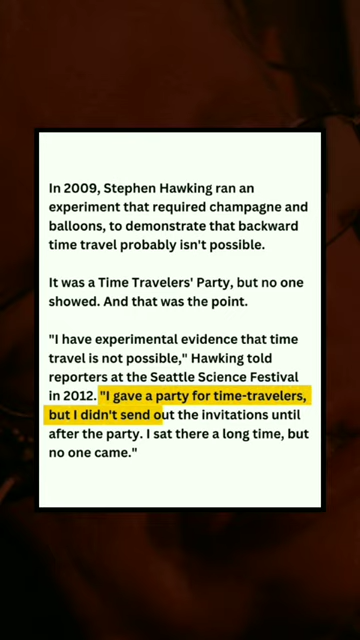 In 2009, Stephen Hawking ran an
experiment that required champagne and
balloons, to demonstrate that backward
time travel probably isn't possible.
It was a Time Travelers' Party, but no one
showed. And that was the point.
"I have experimental evidence that time
travel is not possible," Hawking told
reporters at the Seattle Science Festival
in 2012. "I gave a party for time-travelers,
but I didn't send out the invitations until
after the party. I sat there a long time, but
no one came."